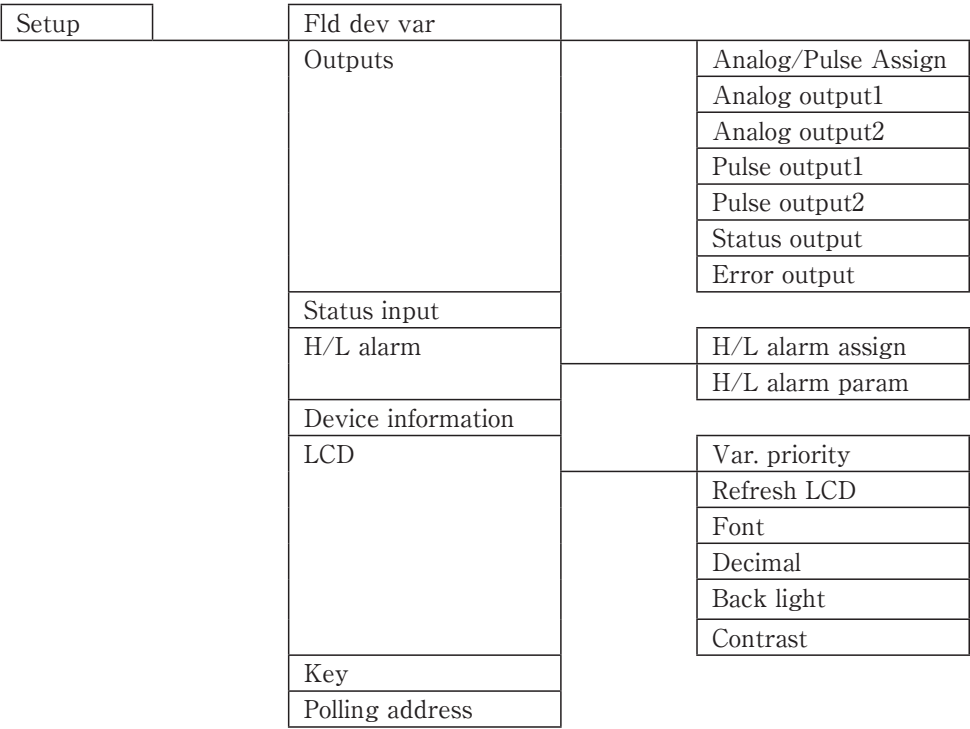 Setup
Fld dev var
Outputs
Analog/Pulse Assign
Analog output1
Analog output2
Pulse output1
Pulse output2
Status output
Error output
Status input
H/L alarm
H/L alarm assign
H/L alarm param
Device information
LCD
Var. priority
Refresh LCD
Font
Decimal
Back light
Contrast
Key
Polling address